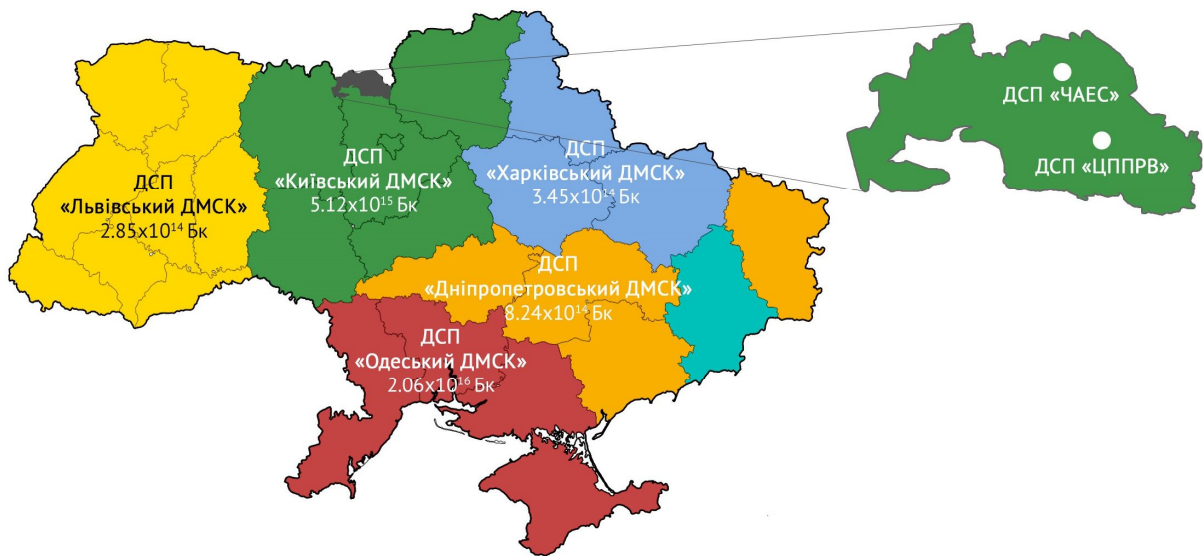 ДСП
«Львівський ДМСК»
2.85x10¹⁴ Бк
ДСП
«Київський ДМСК»
5.12x10¹⁵ Бк
ДСП
«Харківський ДМСК»
3.45x10¹⁴ Бк
ДСП
«Дніпропетровський ДМСК»
8.24x10¹⁴ Бк
ДСП
«Одеський ДМСК»
2.06x10¹⁶ Бк
ДСП «ЧАЕС»
ДСП «ЦППРВ»